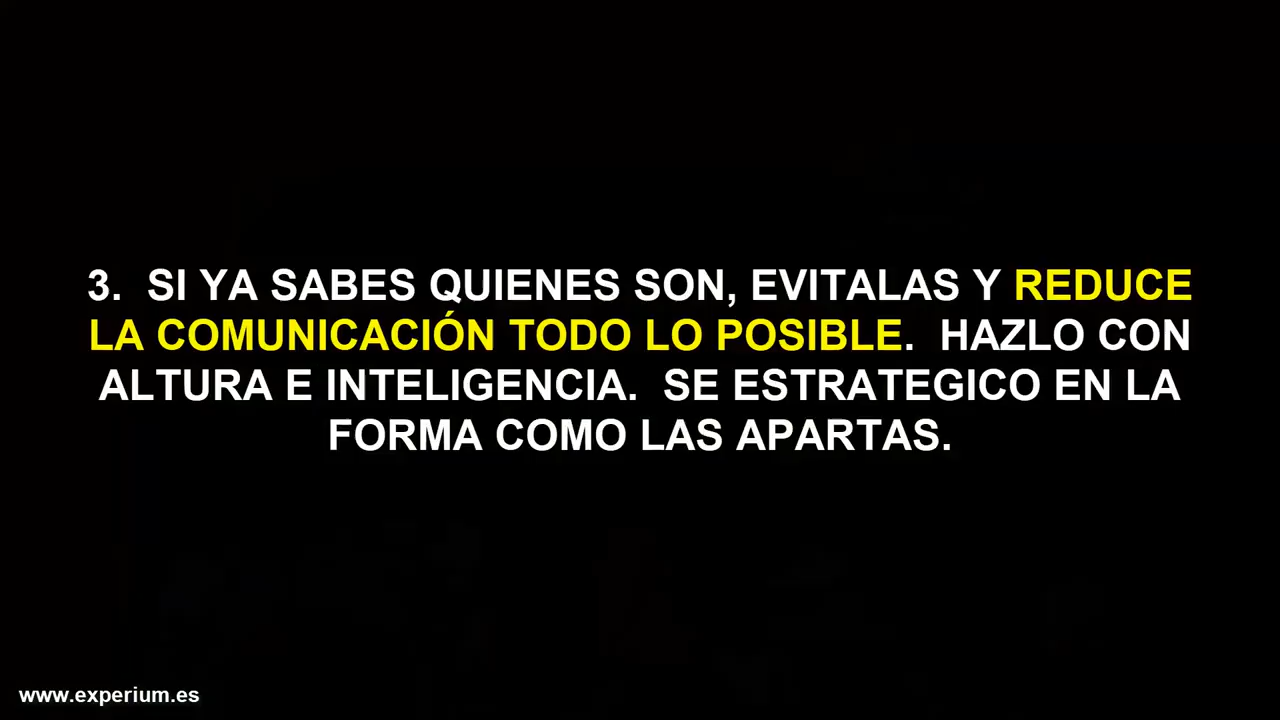 3.  SI YA SABES QUIENES SON, EVITALAS Y REDUCE
LA COMUNICACIÓN TODO LO POSIBLE.  HAZLO CON
ALTURA E INTELIGENCIA.  SE ESTRATEGICO EN LA
FORMA COMO LAS APARTAS.
www.experium.es